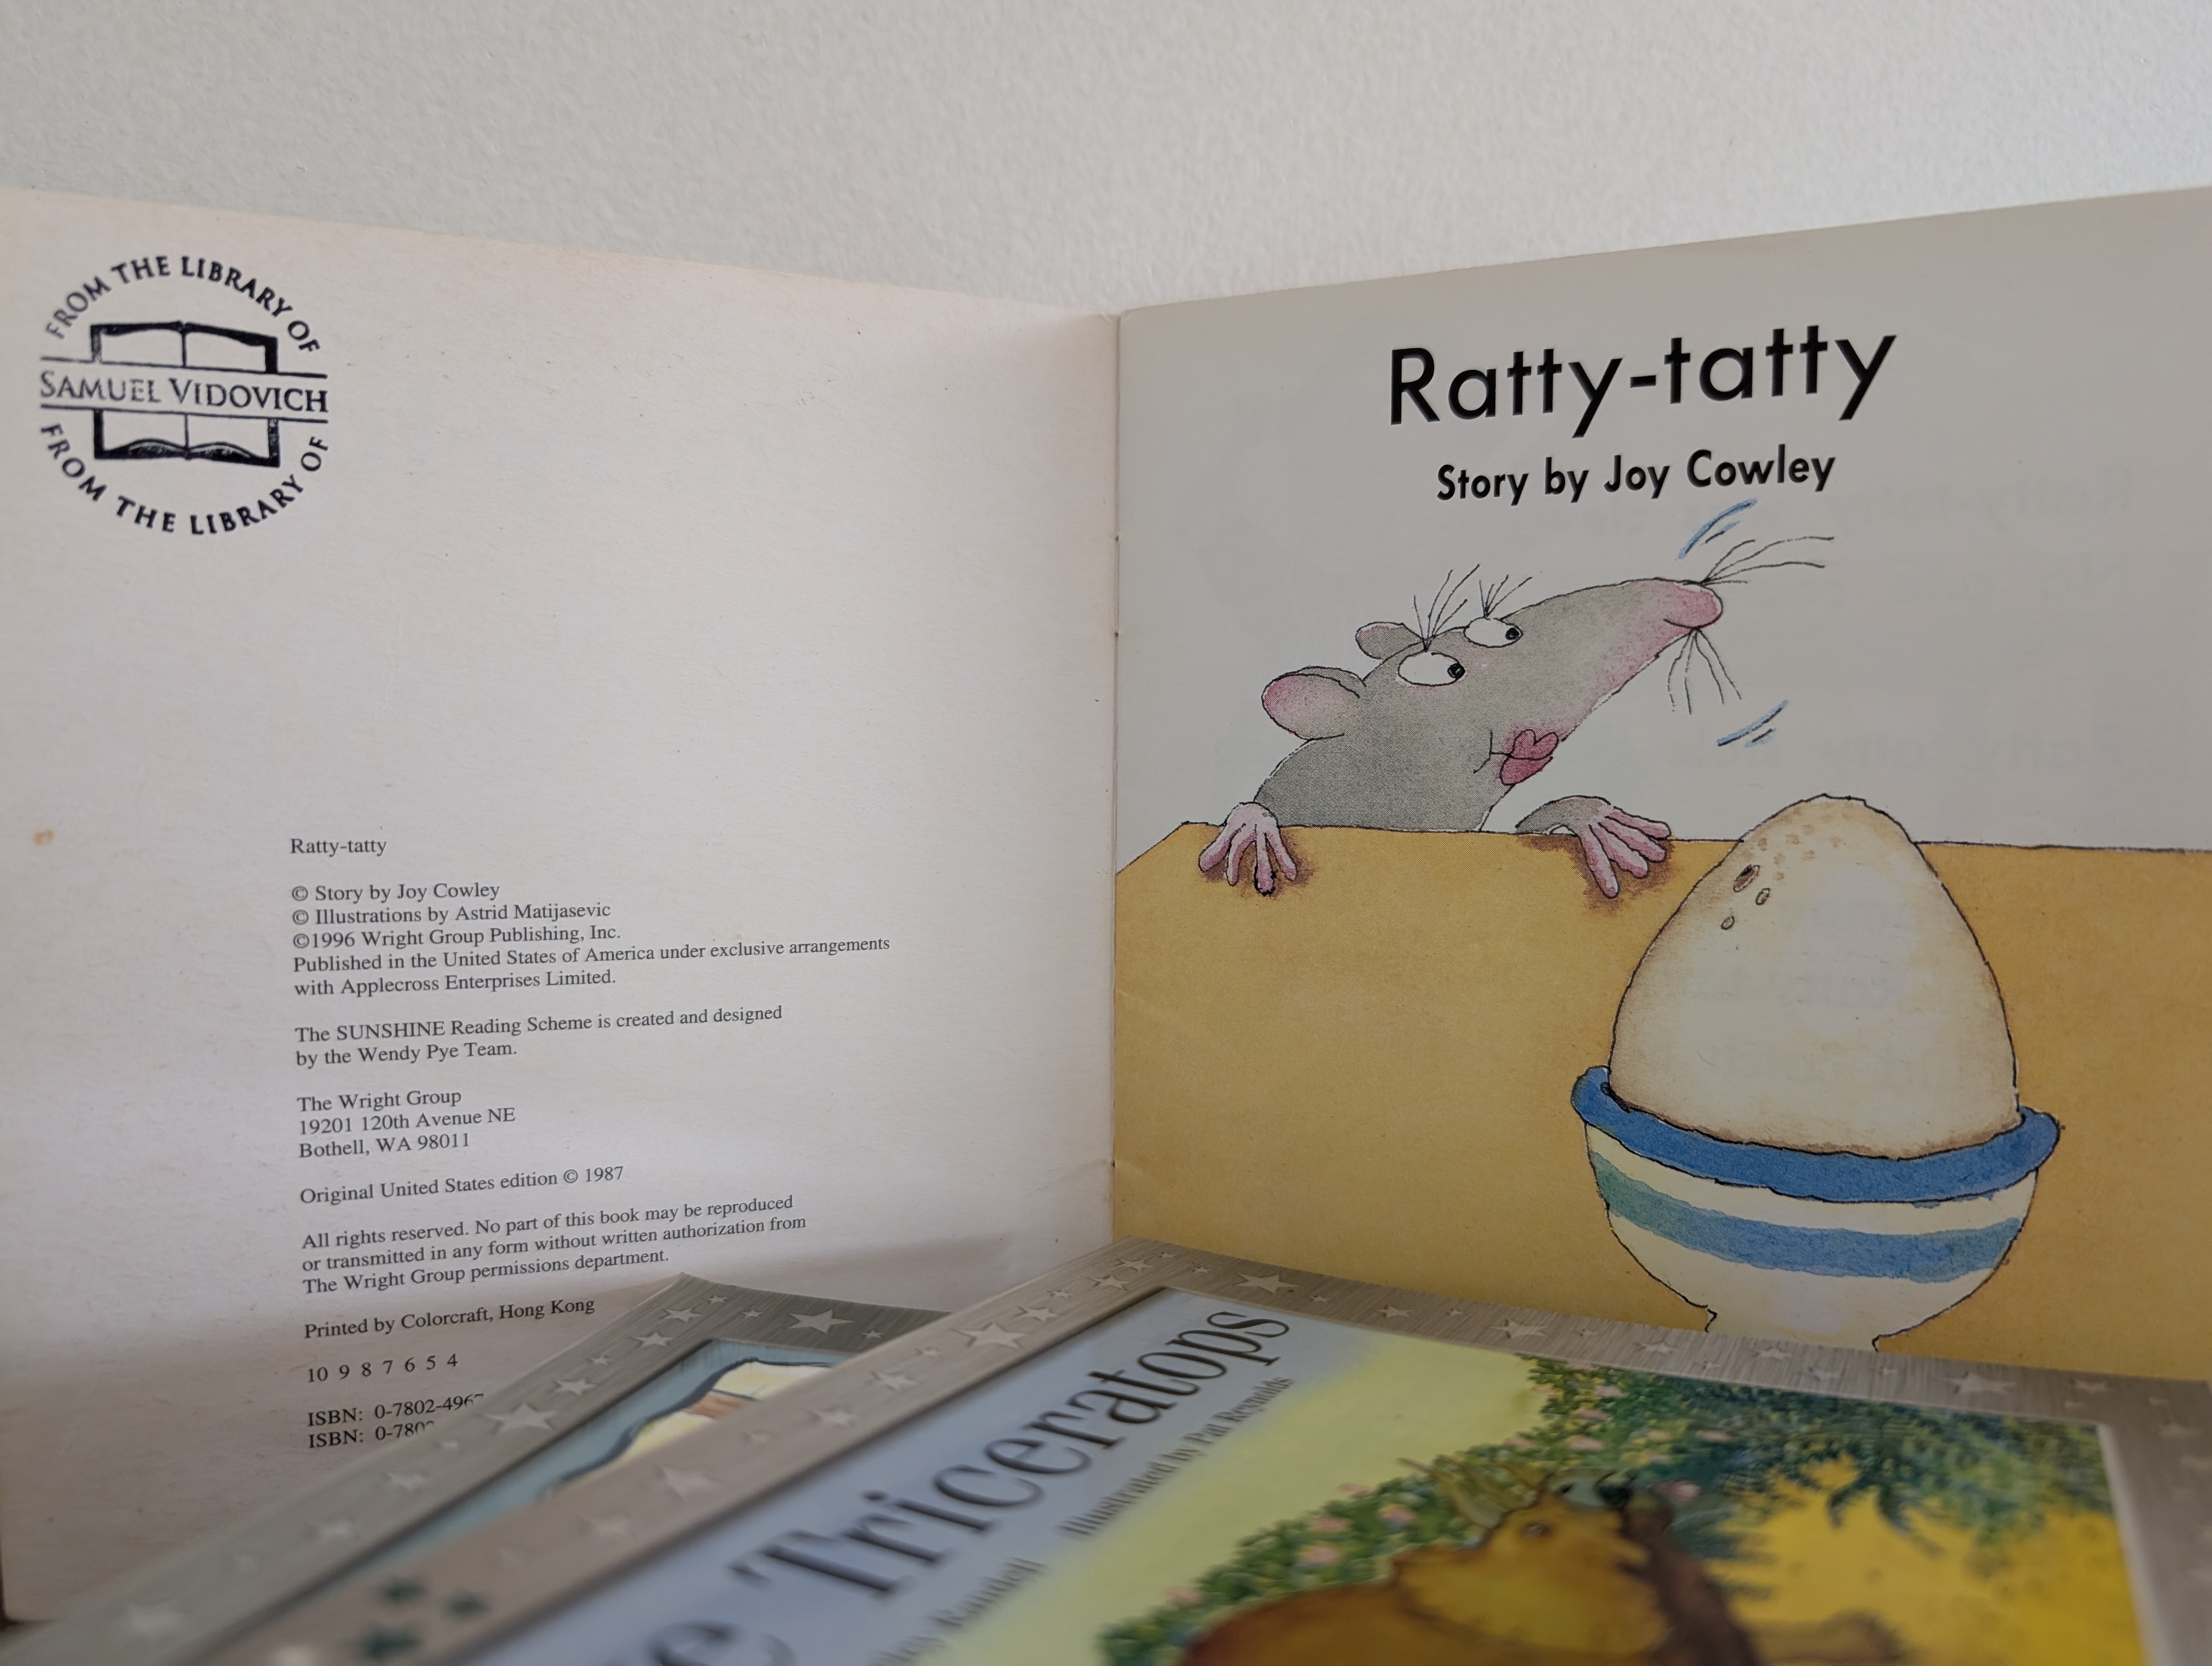 FROM THE LIBRARY OF
SAMUEL VIDOVICH
FROM THE LIBRARY OF
Ratty-tatty
© Story by Joy Cowley
© Illustrations by Astrid Matijasevic
©1996 Wright Group Publishing, Inc.
Published in the United States of America under exclusive arrangements
with Applecross Enterprises Limited.
The SUNSHINE Reading Scheme is created and designed
by the Wendy Pye Team.
The Wright Group
19201 120th Avenue NE
Bothell, WA 98011
Original United States edition © 1987
All rights reserved. No part of this book may be reproduced
or transmitted in any form without written authorization from
The Wright Group permissions department.
Printed by Colorcraft, Hong Kong
10 9 8 7 6 5 4
ISBN: 0-7802-496
ISBN: 0-780
Ratty-tatty
Story by Joy Cowley
Triceratops
Illustrated by Pat Reynolds